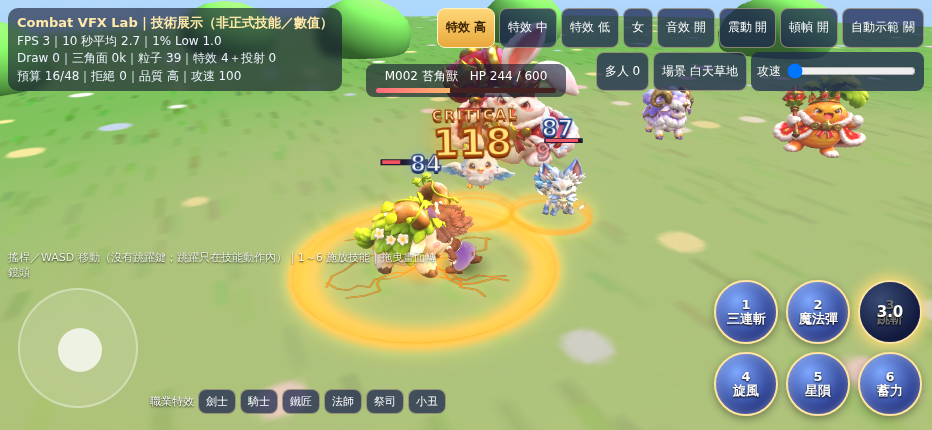 Combat VFX Lab｜技術展示（非正式技能／數值）
FPS 3｜10 秒平均 2.7｜1% Low 1.0
Draw 0｜三角面 0k｜粒子 39｜特效 4＋投射 0
預算 16/48｜拒絕 0｜品質 高｜攻速 100
特效 高
特效 中
特效 低
女
音效 開
震動 開
頓幀 開
自動示範 關
多人 0
場景 白天草地
攻速
M002 苔角獸 HP 244 / 600
CRITICAL
118
87
84
搖桿／WASD 移動（沒有跳躍鍵；跳躍只在技能動作內）｜1～6 施放技能｜拖曳畫面轉
鏡頭
1
三連斬
2
魔法彈
3
跳斬
3.0
4
旋風
5
星隕
6
蓄力
職業特效
劍士
騎士
鐵匠
法師
祭司
小丑